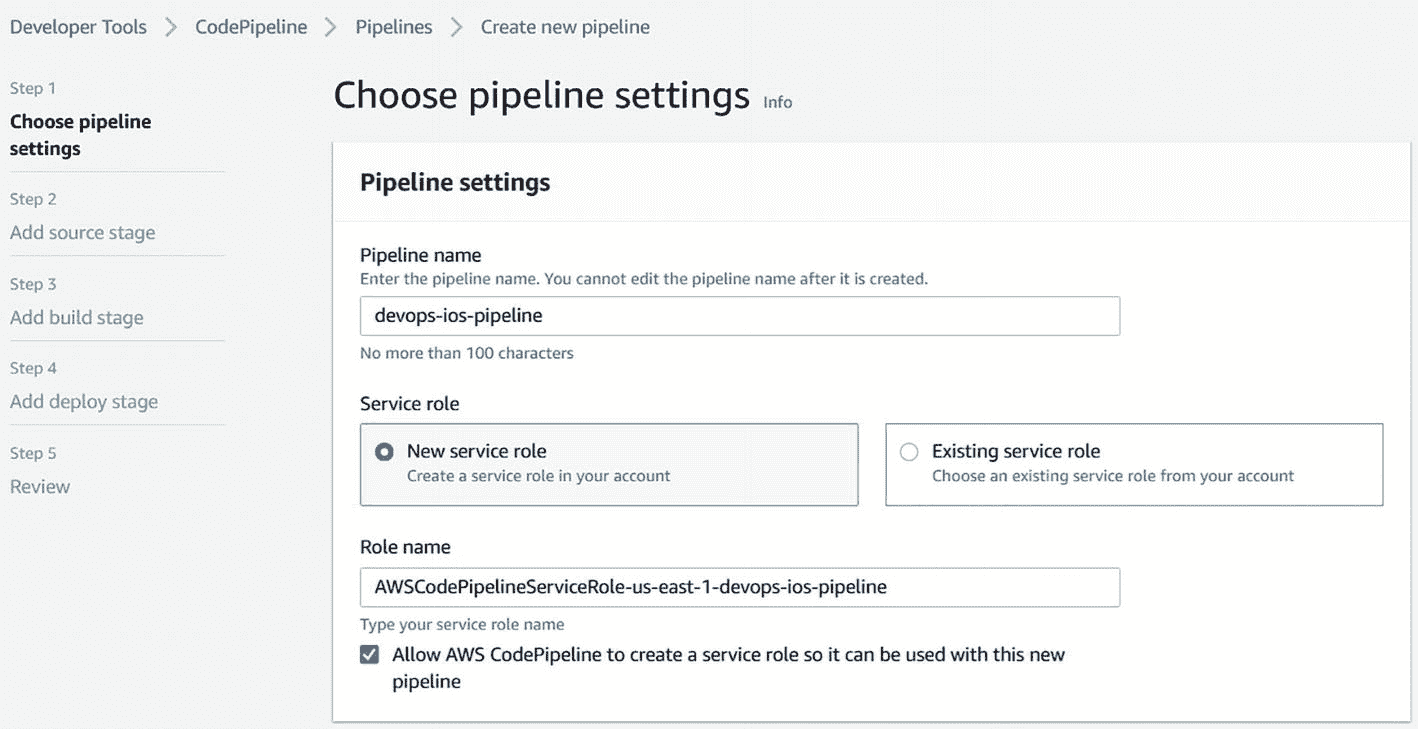 Developer Tools > CodePipeline > Pipelines > Create new pipeline
Step 1
Choose pipeline
settings
Step 2
Add source stage
Step 3
Add build stage
Step 4
Add deploy stage
Step 5
Review
Choose pipeline settings Info
Pipeline settings
Pipeline name
Enter the pipeline name. You cannot edit the pipeline name after it is created.
devops-ios-pipeline
No more than 100 characters
Service role
New service role
Create a service role in your account
Existing service role
Choose an existing service role from your account
Role name
AWSCodePipelineServiceRole-us-east-1-devops-ios-pipeline
Type your service role name
Allow AWS CodePipeline to create a service role so it can be used with this new
pipeline